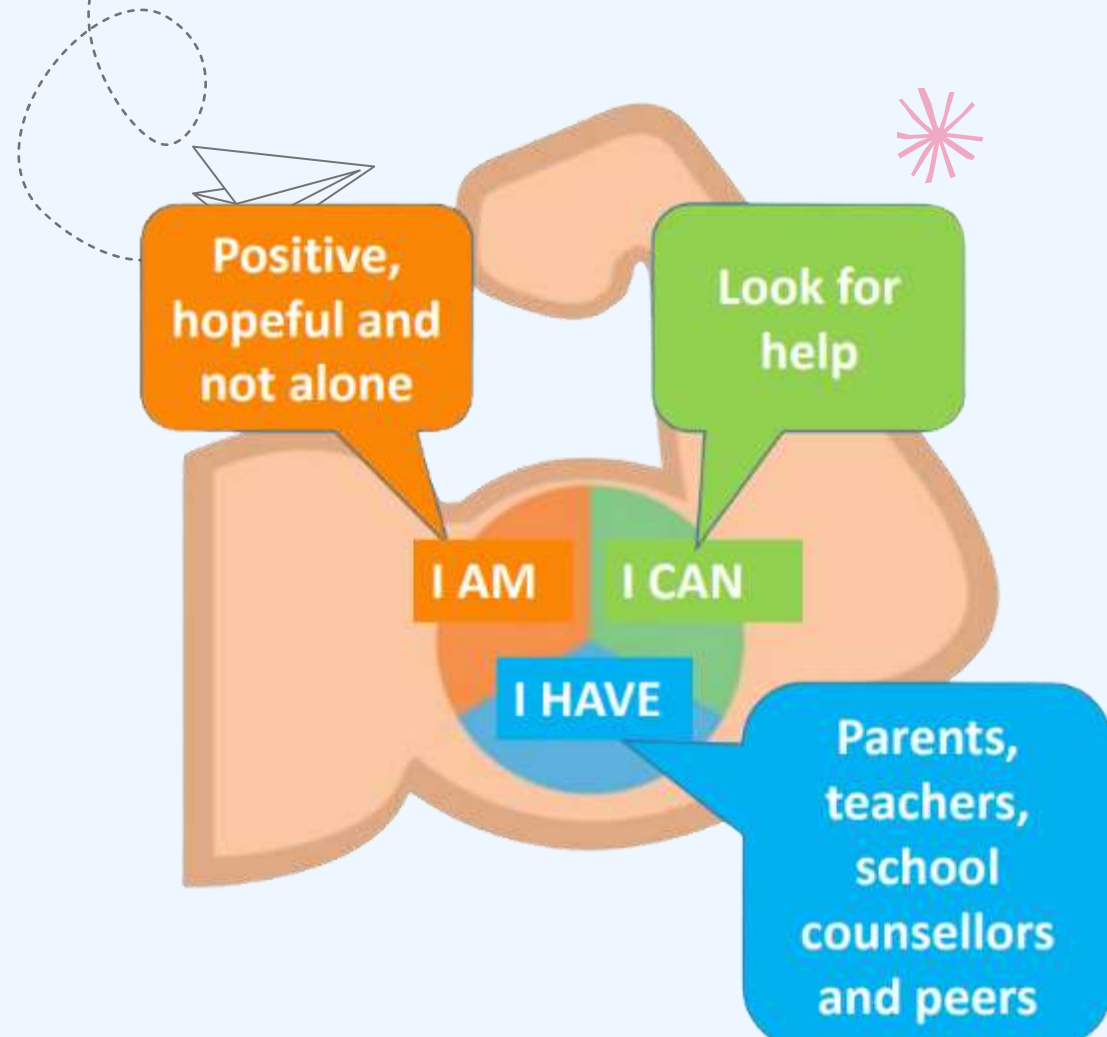 Positive,
hopeful and
not alone
Look for
help
I AM
I CAN
I HAVE
Parents,
teachers,
school
counsellors
and peers